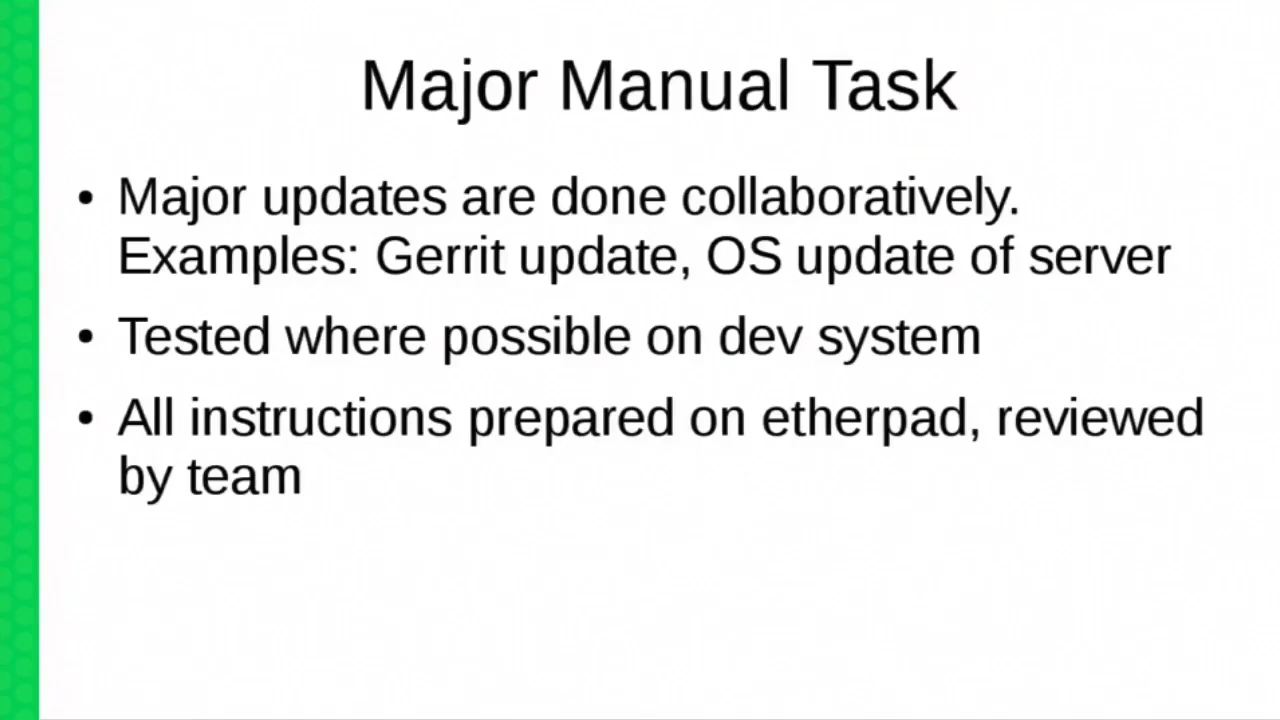 Major Manual Task
• Major updates are done collaboratively.
Examples: Gerrit update, OS update of server
• Tested where possible on dev system
• All instructions prepared on etherpad, reviewed
by team